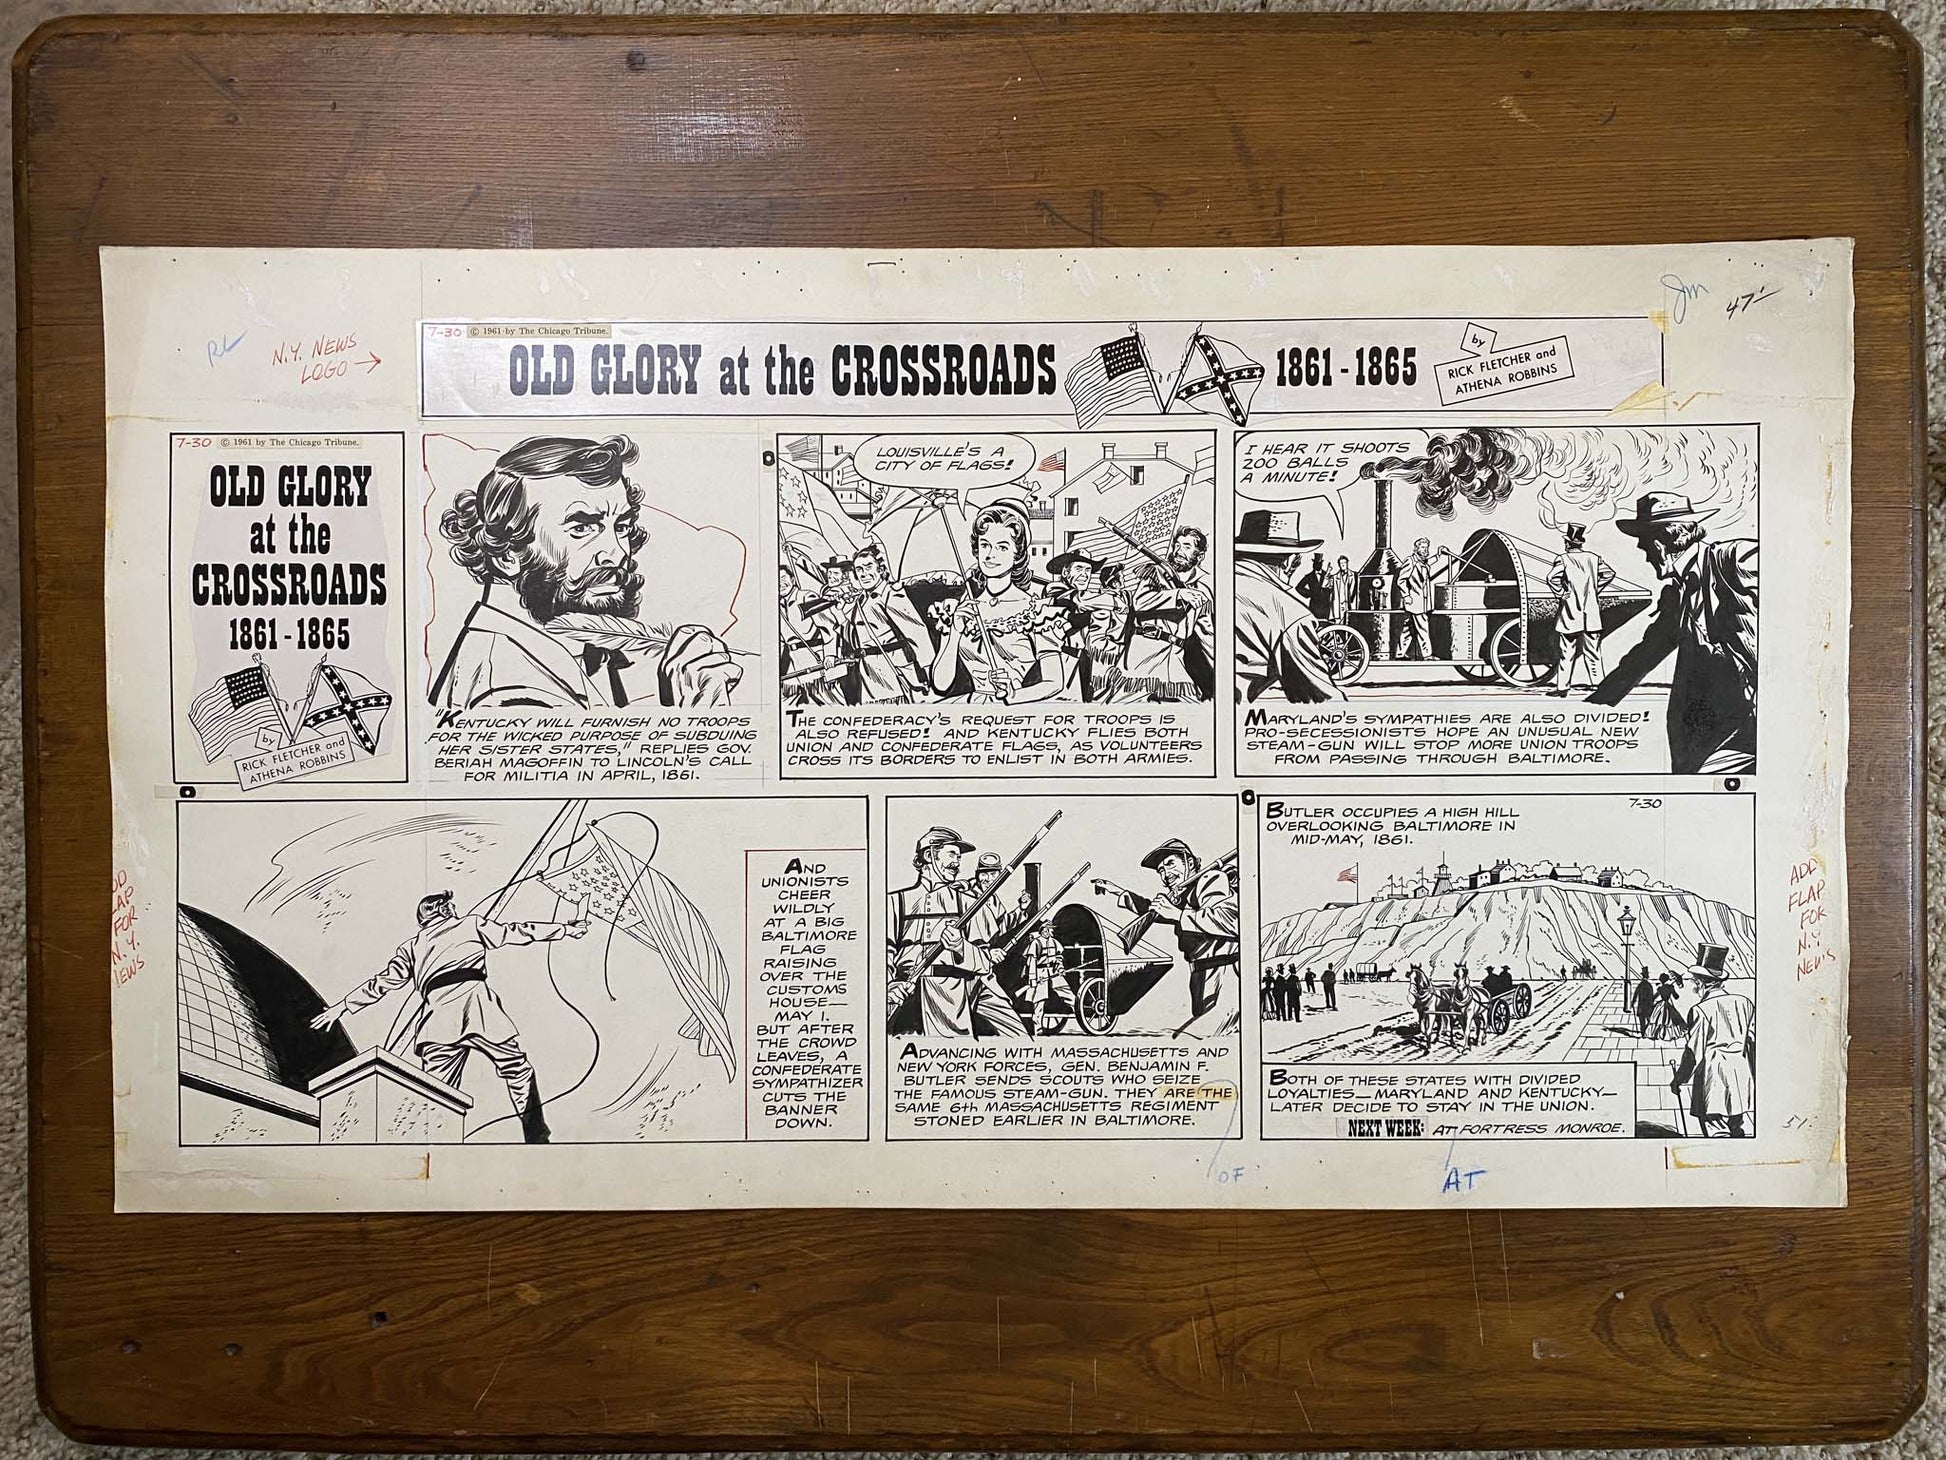 RL
N.Y. NEWS
LOGO →
7-30 © 1961 by The Chicago Tribune.
OLD GLORY at the CROSSROADS 1861-1865
by
RICK FLETCHER and
ATHENA ROBBINS
Jm
47
7-30 © 1961 by The Chicago Tribune.
OLD GLORY
at the
CROSSROADS
1861-1865
by
RICK FLETCHER and
ATHENA ROBBINS
"KENTUCKY WILL FURNISH NO TROOPS
FOR THE WICKED PURPOSE OF SUBDUING
HER SISTER STATES," REPLIES GOV.
BERIAH MAGOFFIN TO LINCOLN'S CALL
FOR MILITIA IN APRIL, 1861.
LOUISVILLE'S A
CITY OF FLAGS!
THE CONFEDERACY'S REQUEST FOR TROOPS IS
ALSO REFUSED! AND KENTUCKY FLIES BOTH
UNION AND CONFEDERATE FLAGS, AS VOLUNTEERS
CROSS ITS BORDERS TO ENLIST IN BOTH ARMIES.
I HEAR IT SHOOTS
200 BALLS
A MINUTE!
MARYLAND'S SYMPATHIES ARE ALSO DIVIDED!
PRO-SECESSIONISTS HOPE AN UNUSUAL NEW
STEAM-GUN WILL STOP MORE UNION TROOPS
FROM PASSING THROUGH BALTIMORE.
AND
UNIONISTS
CHEER
WILDLY
AT A BIG
BALTIMORE
FLAG
RAISING
OVER THE
CUSTOMS
HOUSE—
MAY 1.
BUT AFTER
THE CROWD
LEAVES, A
CONFEDERATE
SYMPATHIZER
CUTS THE
BANNER
DOWN.
ADVANCING WITH MASSACHUSETTS AND
NEW YORK FORCES, GEN. BENJAMIN F.
BUTLER SENDS SCOUTS WHO SEIZE
THE FAMOUS STEAM-GUN. THEY ARE THE
SAME 6th MASSACHUSETTS REGIMENT
STONED EARLIER IN BALTIMORE.
OF
BUTLER OCCUPIES A HIGH HILL
OVERLOOKING BALTIMORE IN
MID-MAY, 1861.
7-30
BOTH OF THESE STATES WITH DIVIDED
LOYALTIES—MARYLAND AND KENTUCKY—
LATER DECIDE TO STAY IN THE UNION.
NEXT WEEK: AT FORTRESS MONROE.
AT
FOR
N.Y.
ADD
FLAP
FOR
N.Y.
NEWS
51